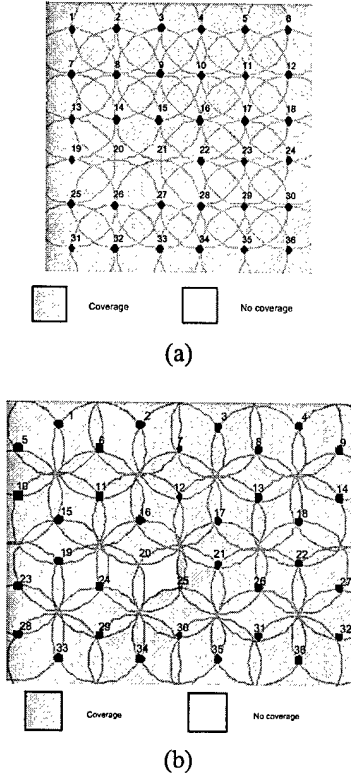 1 2 3 4 5 6
7 8 9 10 11 12
13 14 15 16 17 18
19 20 21 22 23 24
25 26 27 28 29 30
31 32 33 34 35 36
Coverage No coverage
(a)
1 2 3 4
5 6 7 8 9
10 11 12 13 14
15 16 17 18
19 20 21 22
23 24 25 26 27
28 29 30 31 32
33 34 35 36
Coverage No coverage
(b)